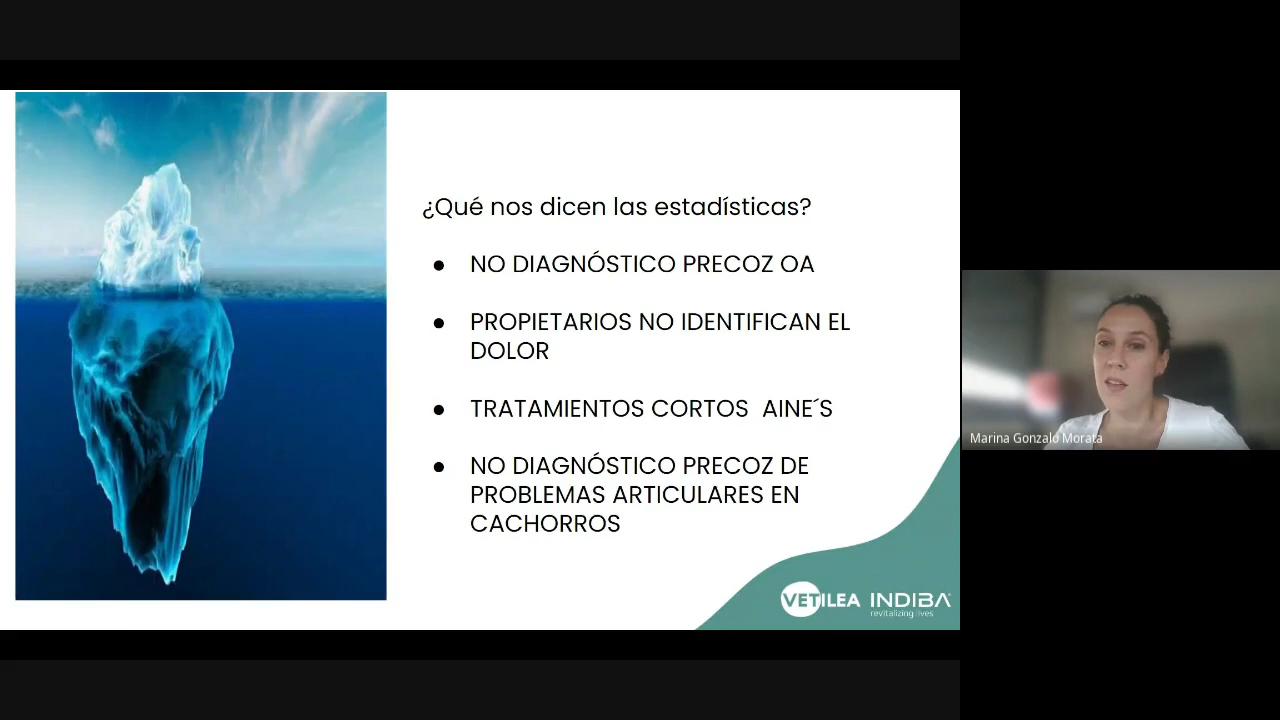 ¿Qué nos dicen las estadísticas?
● NO DIAGNÓSTICO PRECOZ OA
● PROPIETARIOS NO IDENTIFICAN EL
DOLOR
● TRATAMIENTOS CORTOS  AINE´S
● NO DIAGNÓSTICO PRECOZ DE
PROBLEMAS ARTICULARES EN
CACHORROS
VETILEA INDIBA
revitalizing lives
Marina Gonzalo Morata